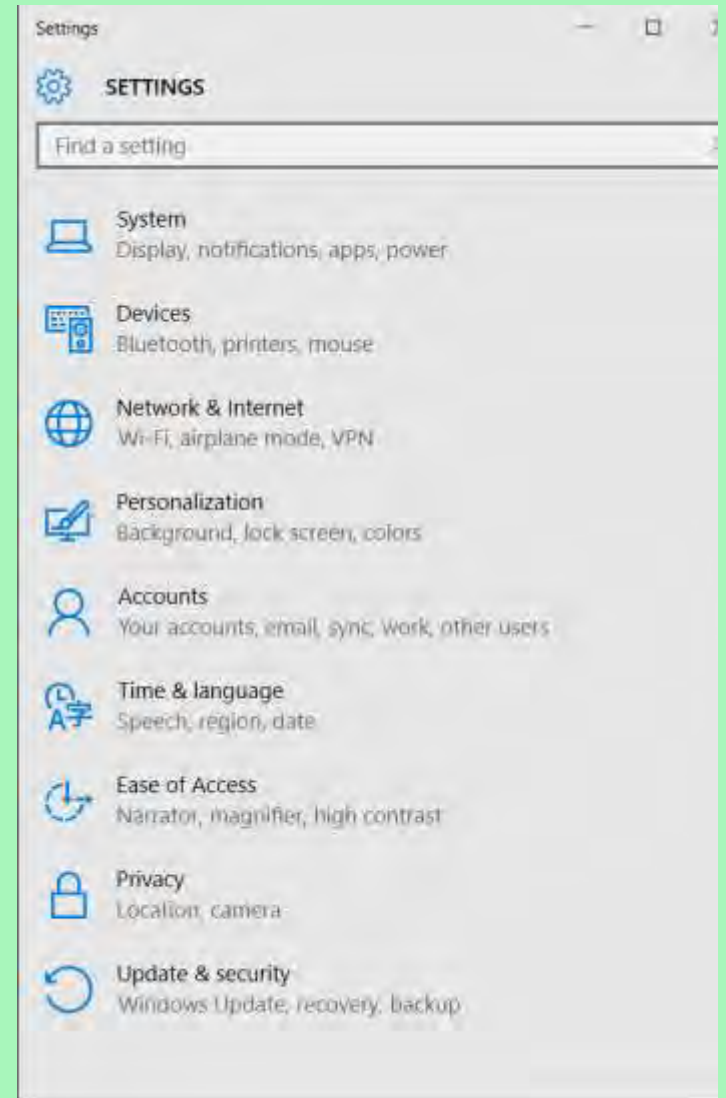 Settings
SETTINGS
Find a setting
System
Display, notifications, apps, power
Devices
Bluetooth, printers, mouse
Network & Internet
Wi-Fi, airplane mode, VPN
Personalization
Background, lock screen, colors
Accounts
Your accounts, email, sync, work, other users
Time & language
Speech, region, date
Ease of Access
Narrator, magnifier, high contrast
Privacy
Location, camera
Update & security
Windows Update, recovery, backup